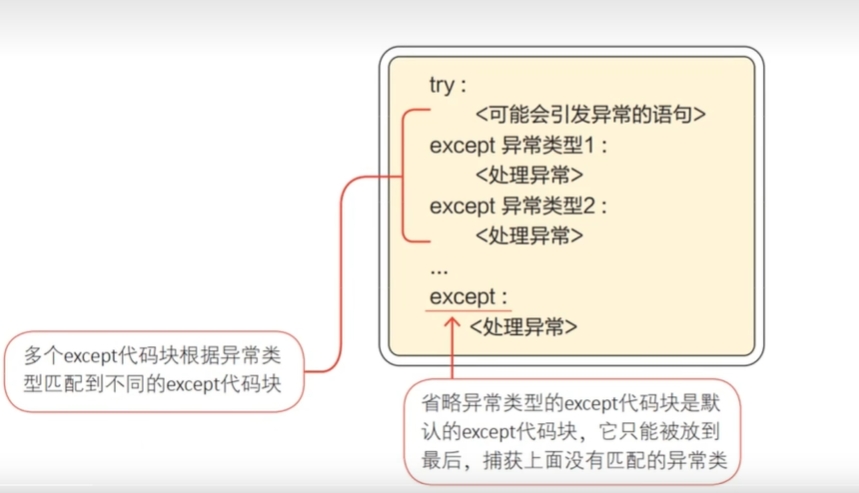 try：
<可能会引发异常的语句>
except 异常类型1：
<处理异常>
except 异常类型2：
<处理异常>
...
except：
<处理异常>
多个except代码块根据异常类
型匹配到不同的except代码块
省略异常类型的except代码块是默
认的except代码块，它只能被放到
最后，捕获上面没有匹配的异常类